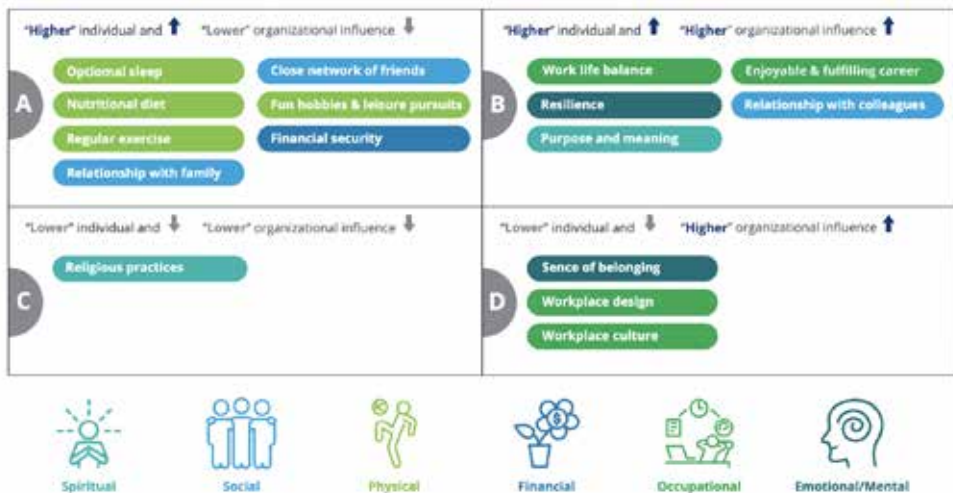 "Higher" individual and "Lower" organizational influence
A
Optiomal sleep
Close network of friends
Nutritional diet
Fun hobbies & leisure pursuits
Regular exercise
Financial security
Relationship with family
"Higher" individual and "Higher" organizational influence
B
Work life balance
Enjoyable & fulfilling career
Resilience
Relationship with colleagues
Purpose and meaning
"Lower" individual and "Lower" organizational influence
C
Religious practices
"Lower" individual and "Higher" organizational influence
D
Sence of belonging
Workplace design
Workplace culture
Spiritual
Social
Physical
$
Financial
Occupational
Emotional/Mental